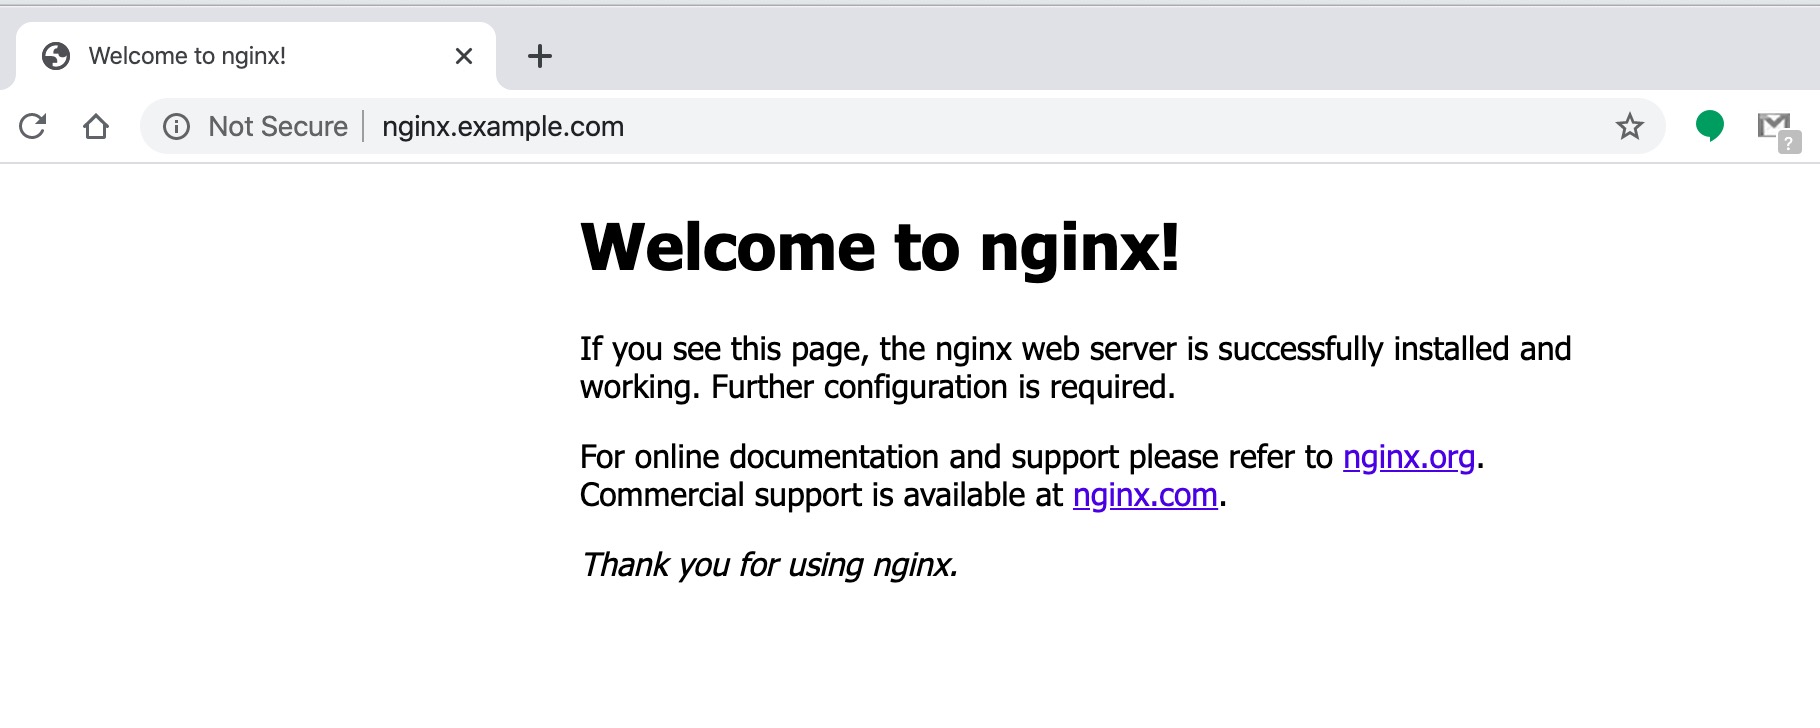 Welcome to nginx!
Not Secure nginx.example.com
?
Welcome to nginx!
If you see this page, the nginx web server is successfully installed and
working. Further configuration is required.
For online documentation and support please refer to nginx.org.
Commercial support is available at nginx.com.
Thank you for using nginx.